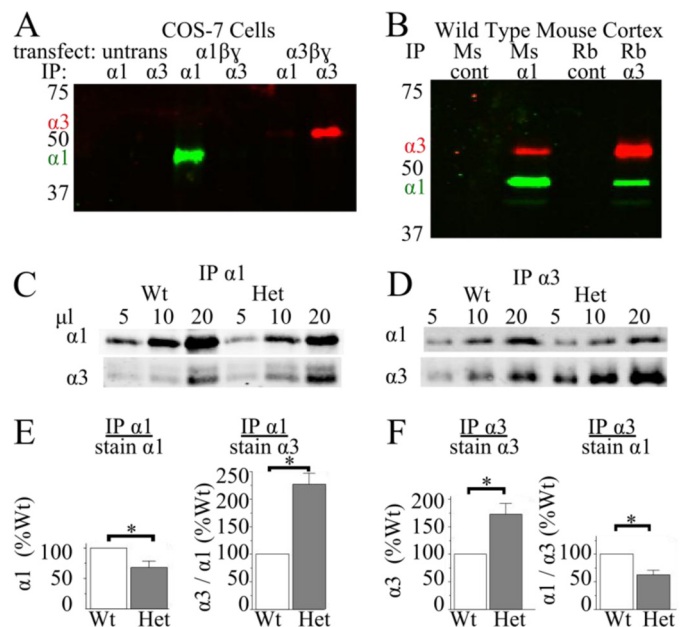 A
COS-7 Cells
transfect: untrans α1βɣ α3βɣ
IP: α1 α3 α1 α3 α1 α3
75
α3
50
α1
37
B
Wild Type Mouse Cortex
IP Ms Ms Rb Rb
cont α1 cont α3
75
α3
50
α1
37
C
IP α1
Wt Het
µl 5 10 20 5 10 20
α1
α3
D
IP α3
Wt Het
5 10 20 5 10 20
α1
α3
E
IP α1
stain α1
α1 (%Wt)
100
50
0
*
Wt Het
IP α1
stain α3
α3 / α1 (%Wt)
250
200
150
100
50
0
*
Wt Het
F
IP α3
stain α3
α3 (%Wt)
200
150
100
50
0
*
Wt Het
IP α3
stain α1
α1 / α3 (%Wt)
100
50
0
*
Wt Het